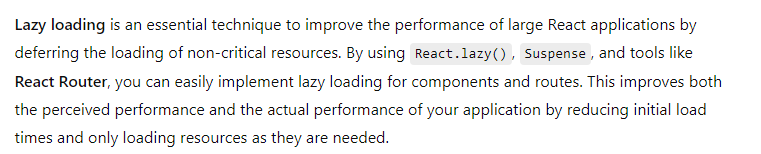 Lazy loading is an essential technique to improve the performance of large React applications by
deferring the loading of non-critical resources. By using React.lazy(), Suspense, and tools like
React Router, you can easily implement lazy loading for components and routes. This improves both
the perceived performance and the actual performance of your application by reducing initial load
times and only loading resources as they are needed.